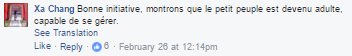 Xa Chang Bonne initiative, montrons que le petit peuple est devenu adulte,
capable de se gérer.
See Translation
Like · Reply · 6 · February 26 at 12:14pm